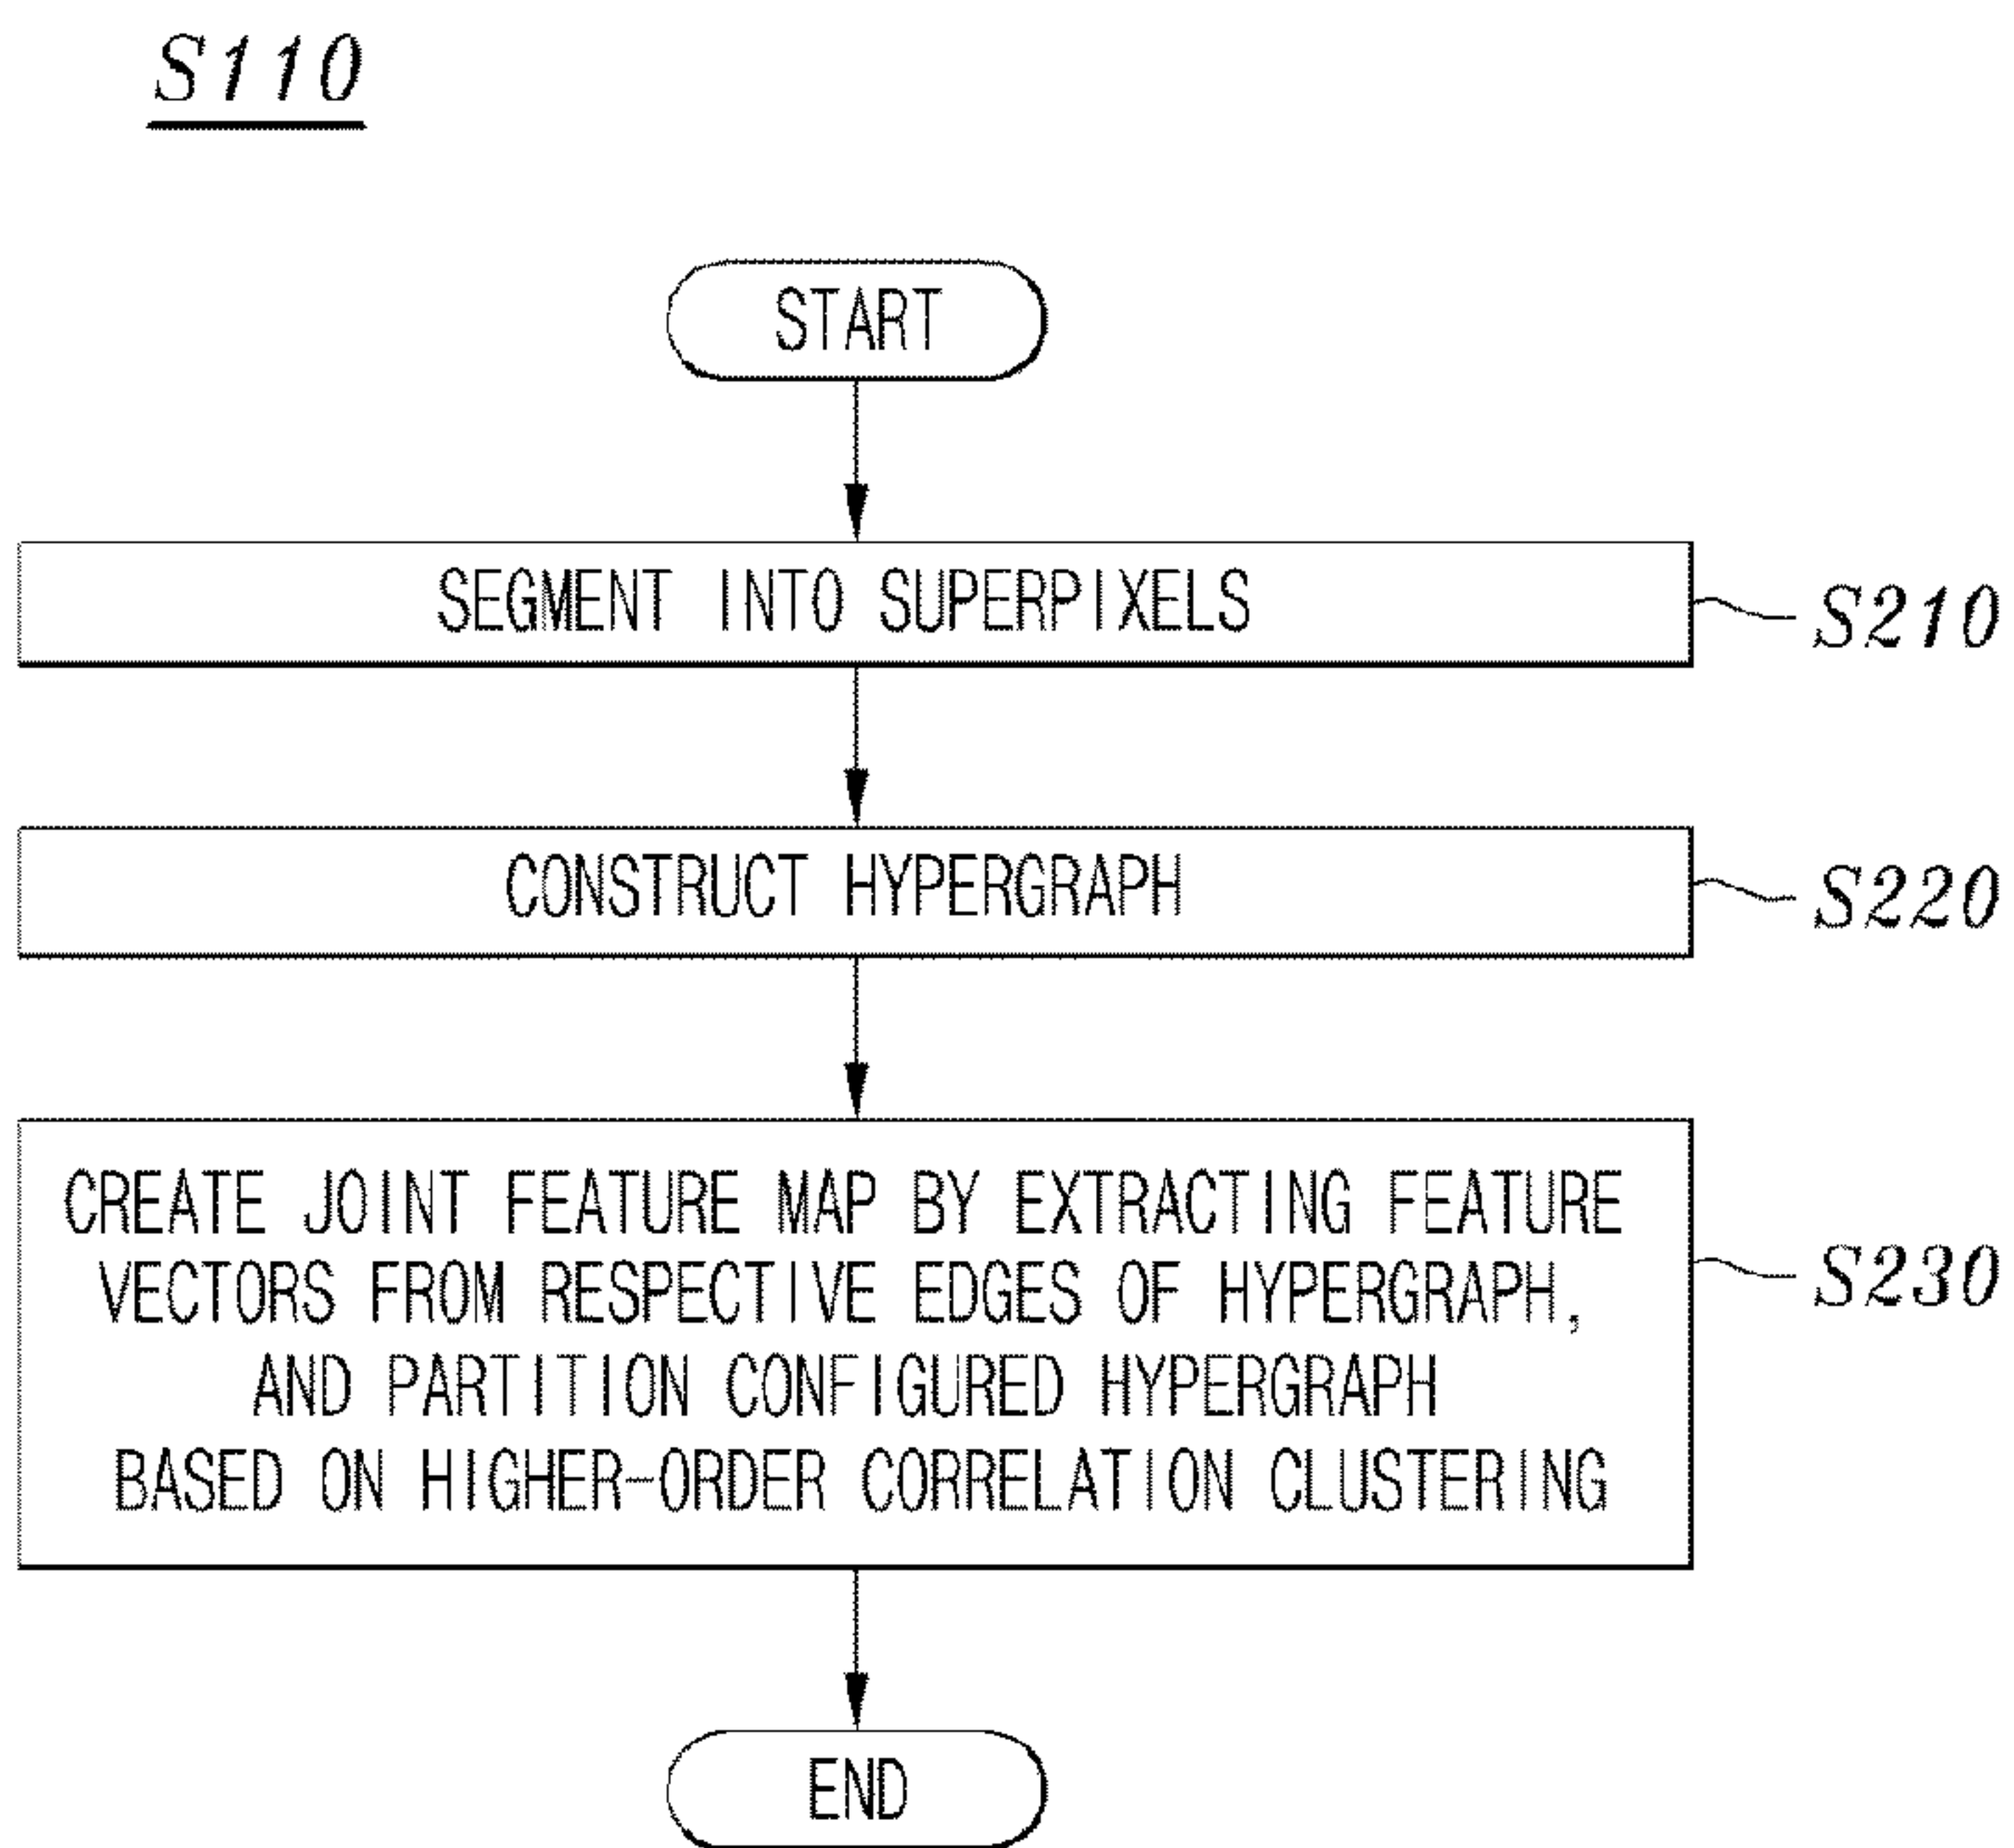 S110
START
SEGMENT INTO SUPERPIXELS
S210
CONSTRUCT HYPERGRAPH
S220
CREATE JOINT FEATURE MAP BY EXTRACTING FEATURE
VECTORS FROM RESPECTIVE EDGES OF HYPERGRAPH,
AND PARTITION CONFIGURED HYPERGRAPH
BASED ON HIGHER-ORDER CORRELATION CLUSTERING
S230
END